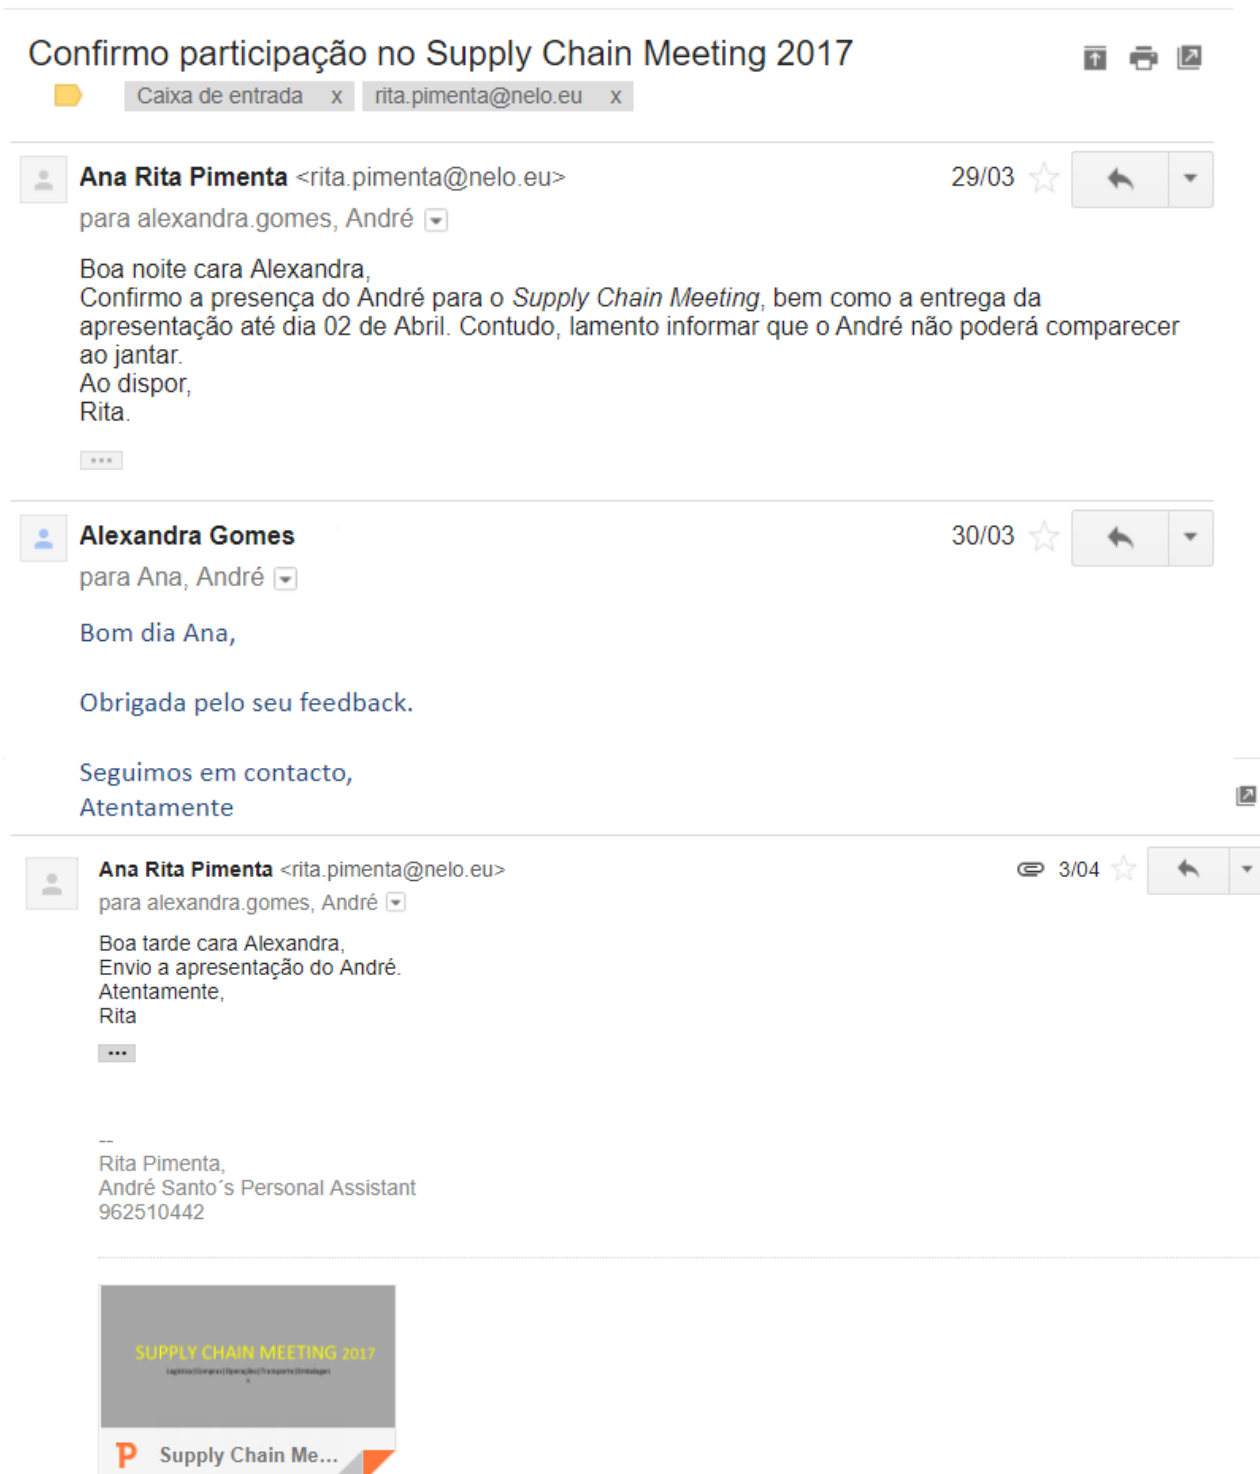 Confirmo participação no Supply Chain Meeting 2017
Caixa de entrada x rita.pimenta@nelo.eu x
Ana Rita Pimenta <rita.pimenta@nelo.eu> 29/03
para alexandra.gomes, André
Boa noite cara Alexandra,
Confirmo a presença do André para o Supply Chain Meeting, bem como a entrega da
apresentação até dia 02 de Abril. Contudo, lamento informar que o André não poderá comparecer
ao jantar.
Ao dispor,
Rita.
Alexandra Gomes 30/03
para Ana, André
Bom dia Ana,
Obrigada pelo seu feedback.
Seguimos em contacto,
Atentamente
Ana Rita Pimenta <rita.pimenta@nelo.eu> 3/04
para alexandra.gomes, André
Boa tarde cara Alexandra,
Envio a apresentação do André.
Atentamente,
Rita
--
Rita Pimenta,
André Santo´s Personal Assistant
962510442
SUPPLY CHAIN MEETING 2017
Logística|Compras|Operações|Transporte|Embalagen
s
P Supply Chain Me...